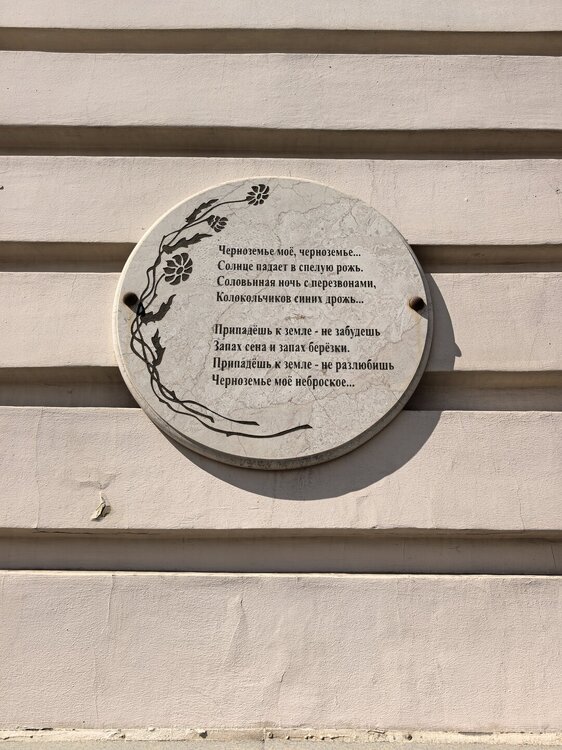 Черноземье моё, черноземье...
Солнце падает в спелую рожь.
Соловьиная ночь с перезвонами,
Колокольчиков синих дрожь...
Припадёшь к земле - не забудешь
Запах сена и запах берёзки.
Припадёшь к земле - не разлюбишь
Черноземье моё неброское...